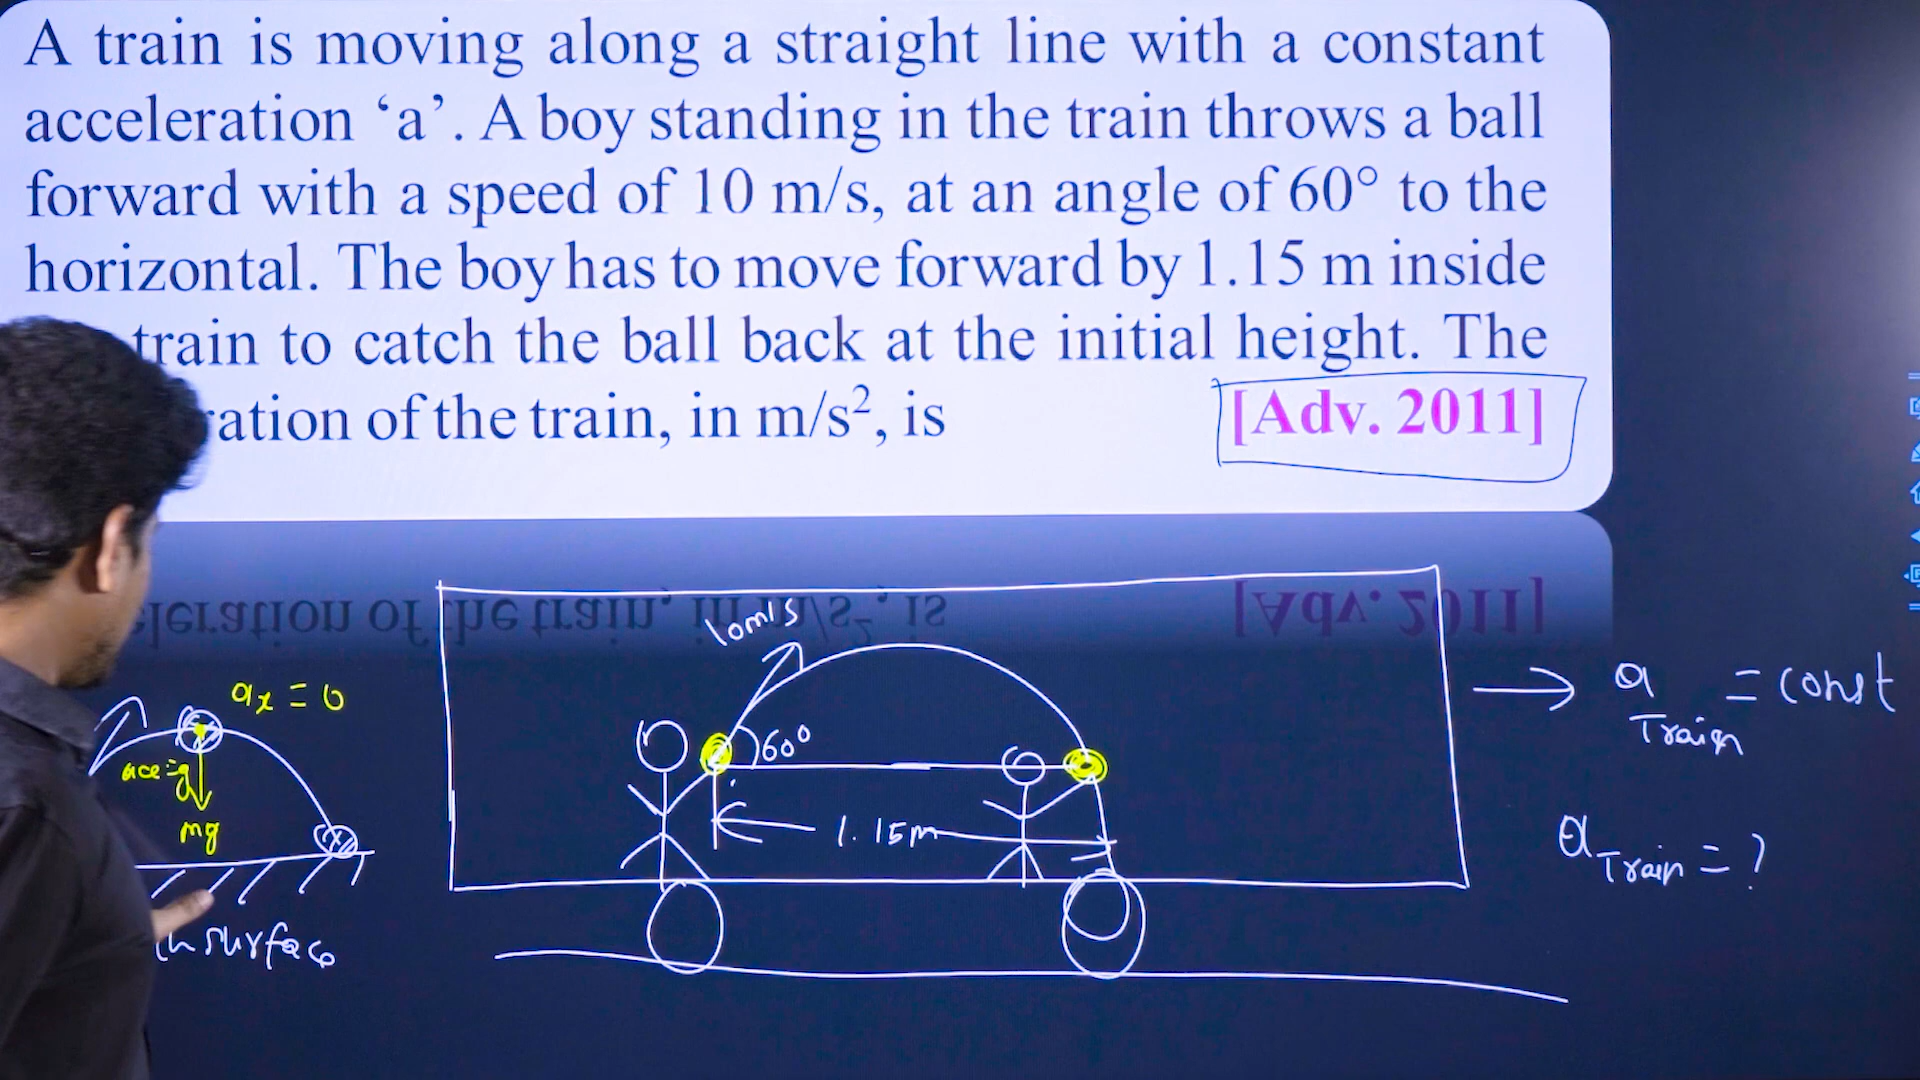 A train is moving along a straight line with a constant
acceleration ‘a’. A boy standing in the train throws a ball
forward with a speed of 10 m/s, at an angle of 60° to the
horizontal. The boy has to move forward by 1.15 m inside
train to catch the ball back at the initial height. The
ration of the train, in m/s², is [Adv. 2011]
10m/s
60°
1.15m
a Train = const
a Train = ?
ax = 0
acc=g
mg
surface